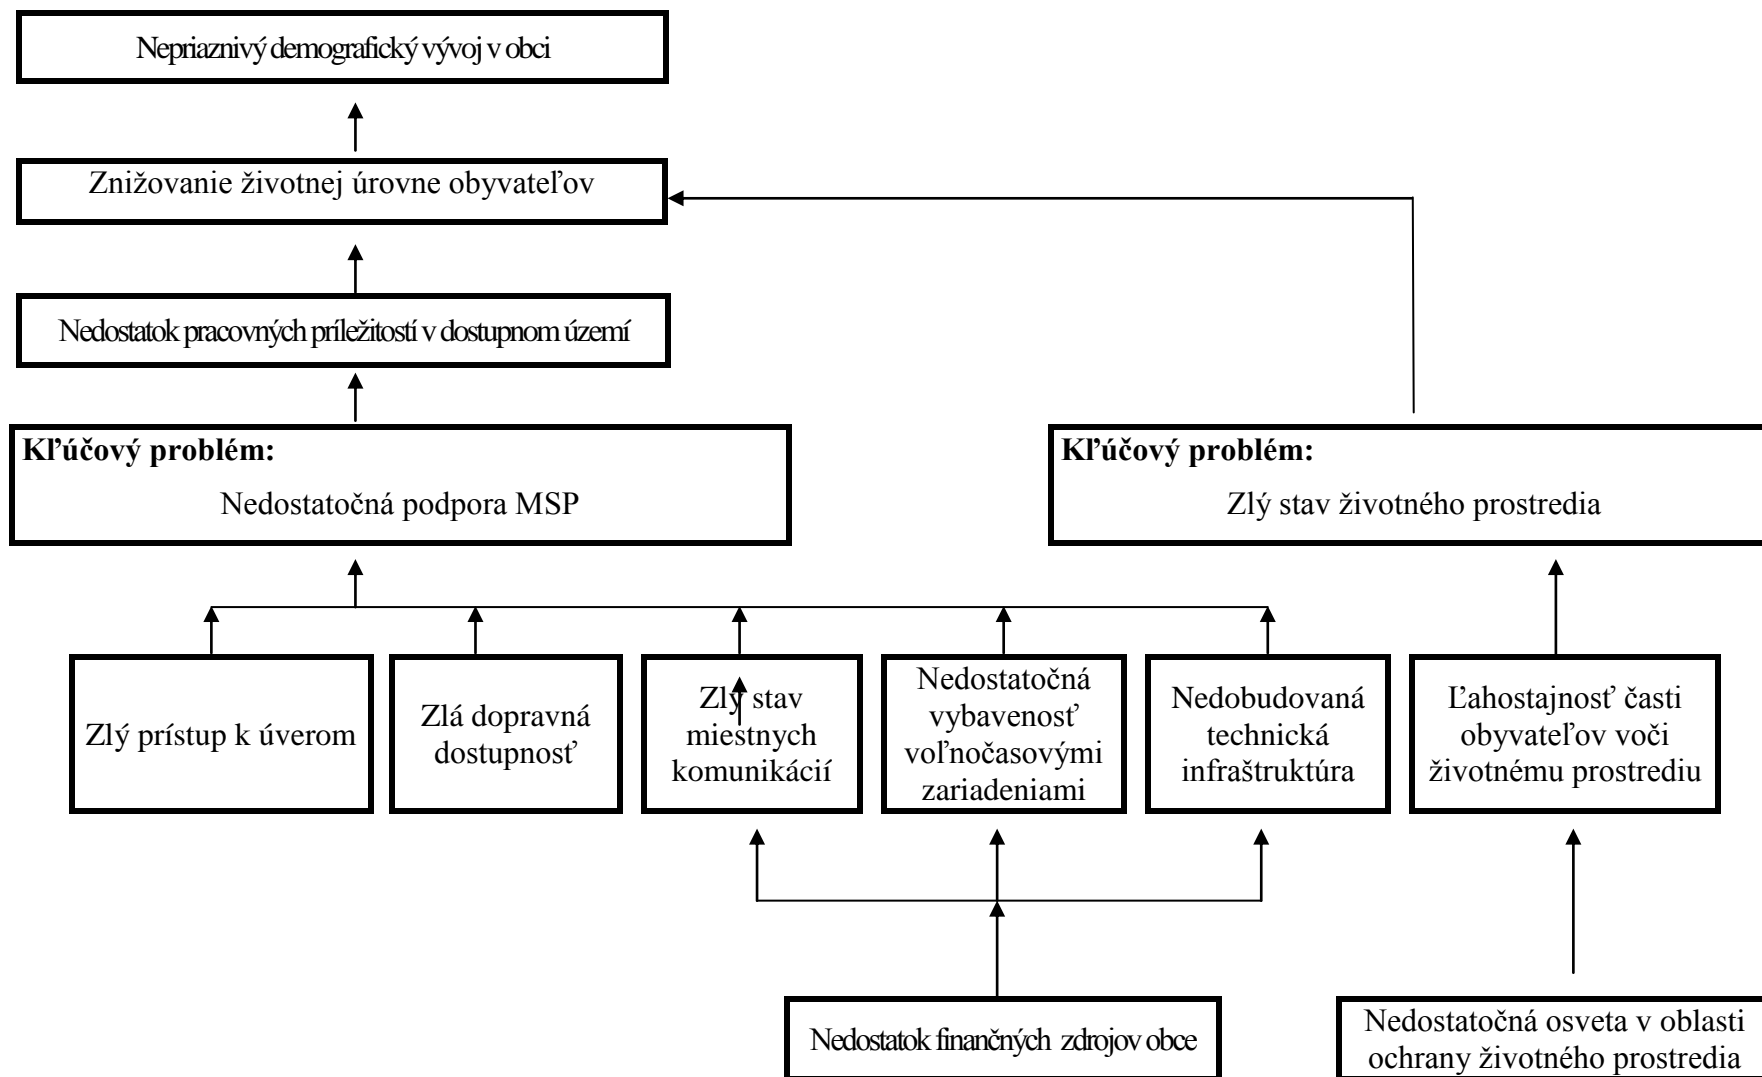 Nepriaznivý demografický vývoj v obci
Znižovanie životnej úrovne obyvateľov
Nedostatok pracovných príležitostí v dostupnom území
Kľúčový problém:
Nedostatočná podpora MSP
Kľúčový problém:
Zlý stav životného prostredia
Zlý prístup k úverom
Zlá dopravná
dostupnosť
Zlý stav
miestnych
komunikácií
Nedostatočná
vybavenosť
voľnočasovými
zariadeniami
Nedobudovaná
technická
infraštruktúra
Ľahostajnosť časti
obyvateľov voči
životnému prostrediu
Nedostatok finančných zdrojov obce
Nedostatočná osveta v oblasti
ochrany životného prostredia